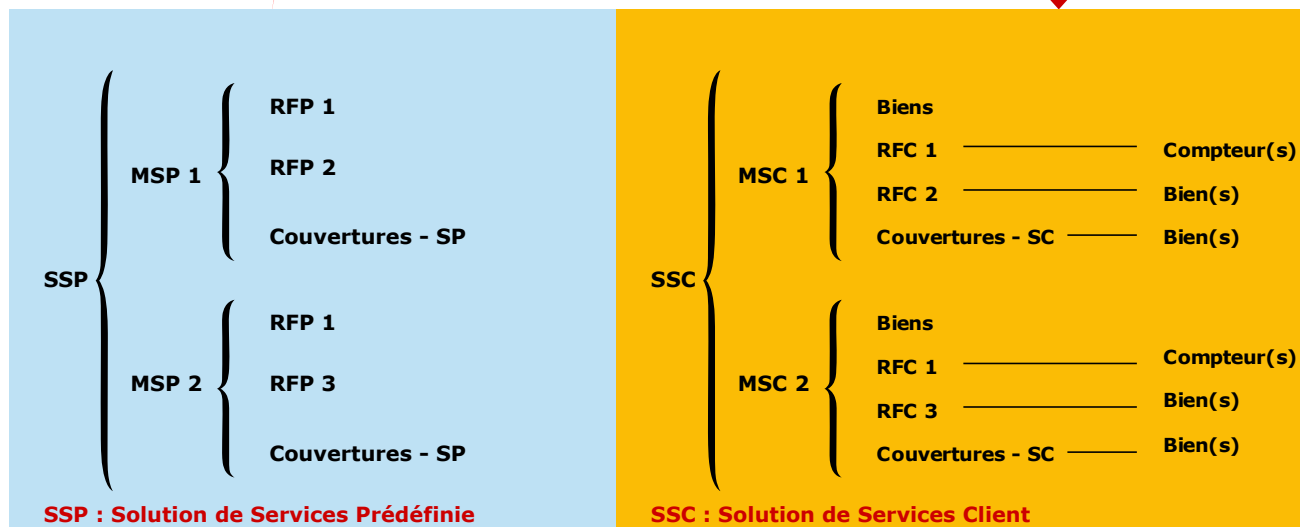 RFP 1
RFP 2
MSP 1
Couvertures - SP
SSP
RFP 1
MSP 2
RFP 3
Couvertures - SP
SSP : Solution de Services Prédéfinie
Biens
RFC 1 Compteur(s)
MSC 1
RFC 2 Bien(s)
Couvertures - SC Bien(s)
SSC
Biens
RFC 1 Compteur(s)
MSC 2
RFC 3 Bien(s)
Couvertures - SC Bien(s)
SSC : Solution de Services Client